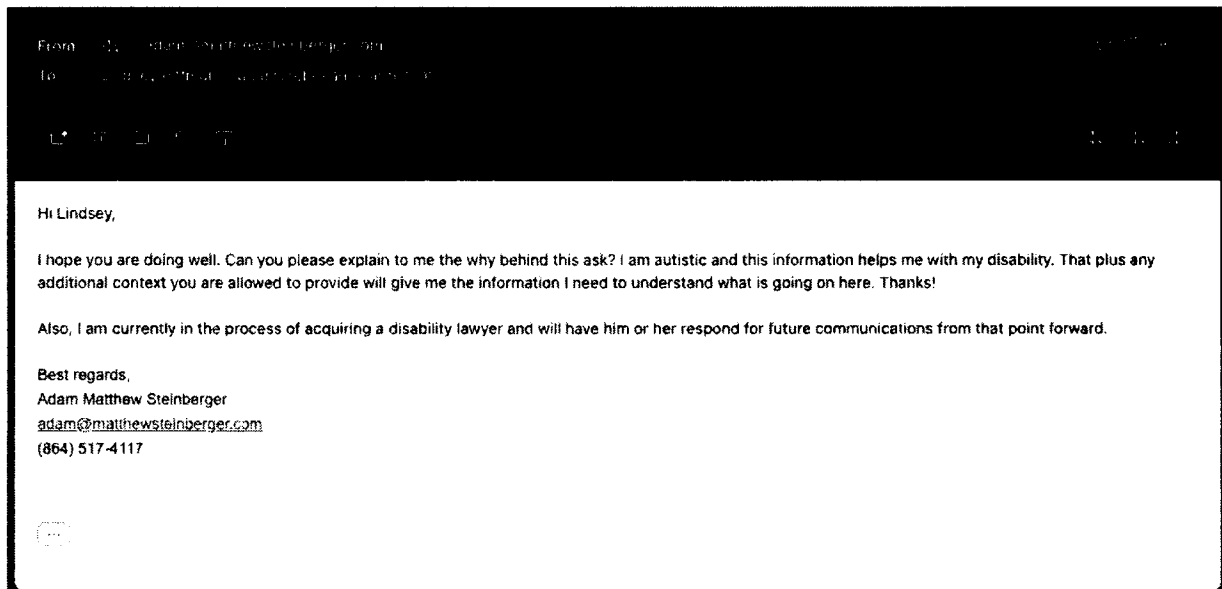 From
To
Hi Lindsey,
I hope you are doing well. Can you please explain to me the why behind this ask? I am autistic and this information helps me with my disability. That plus any
additional context you are allowed to provide will give me the information I need to understand what is going on here. Thanks!
Also, I am currently in the process of acquiring a disability lawyer and will have him or her respond for future communications from that point forward.
Best regards,
Adam Matthew Steinberger
adam@matthewsteinberger.com
(864) 517-4117